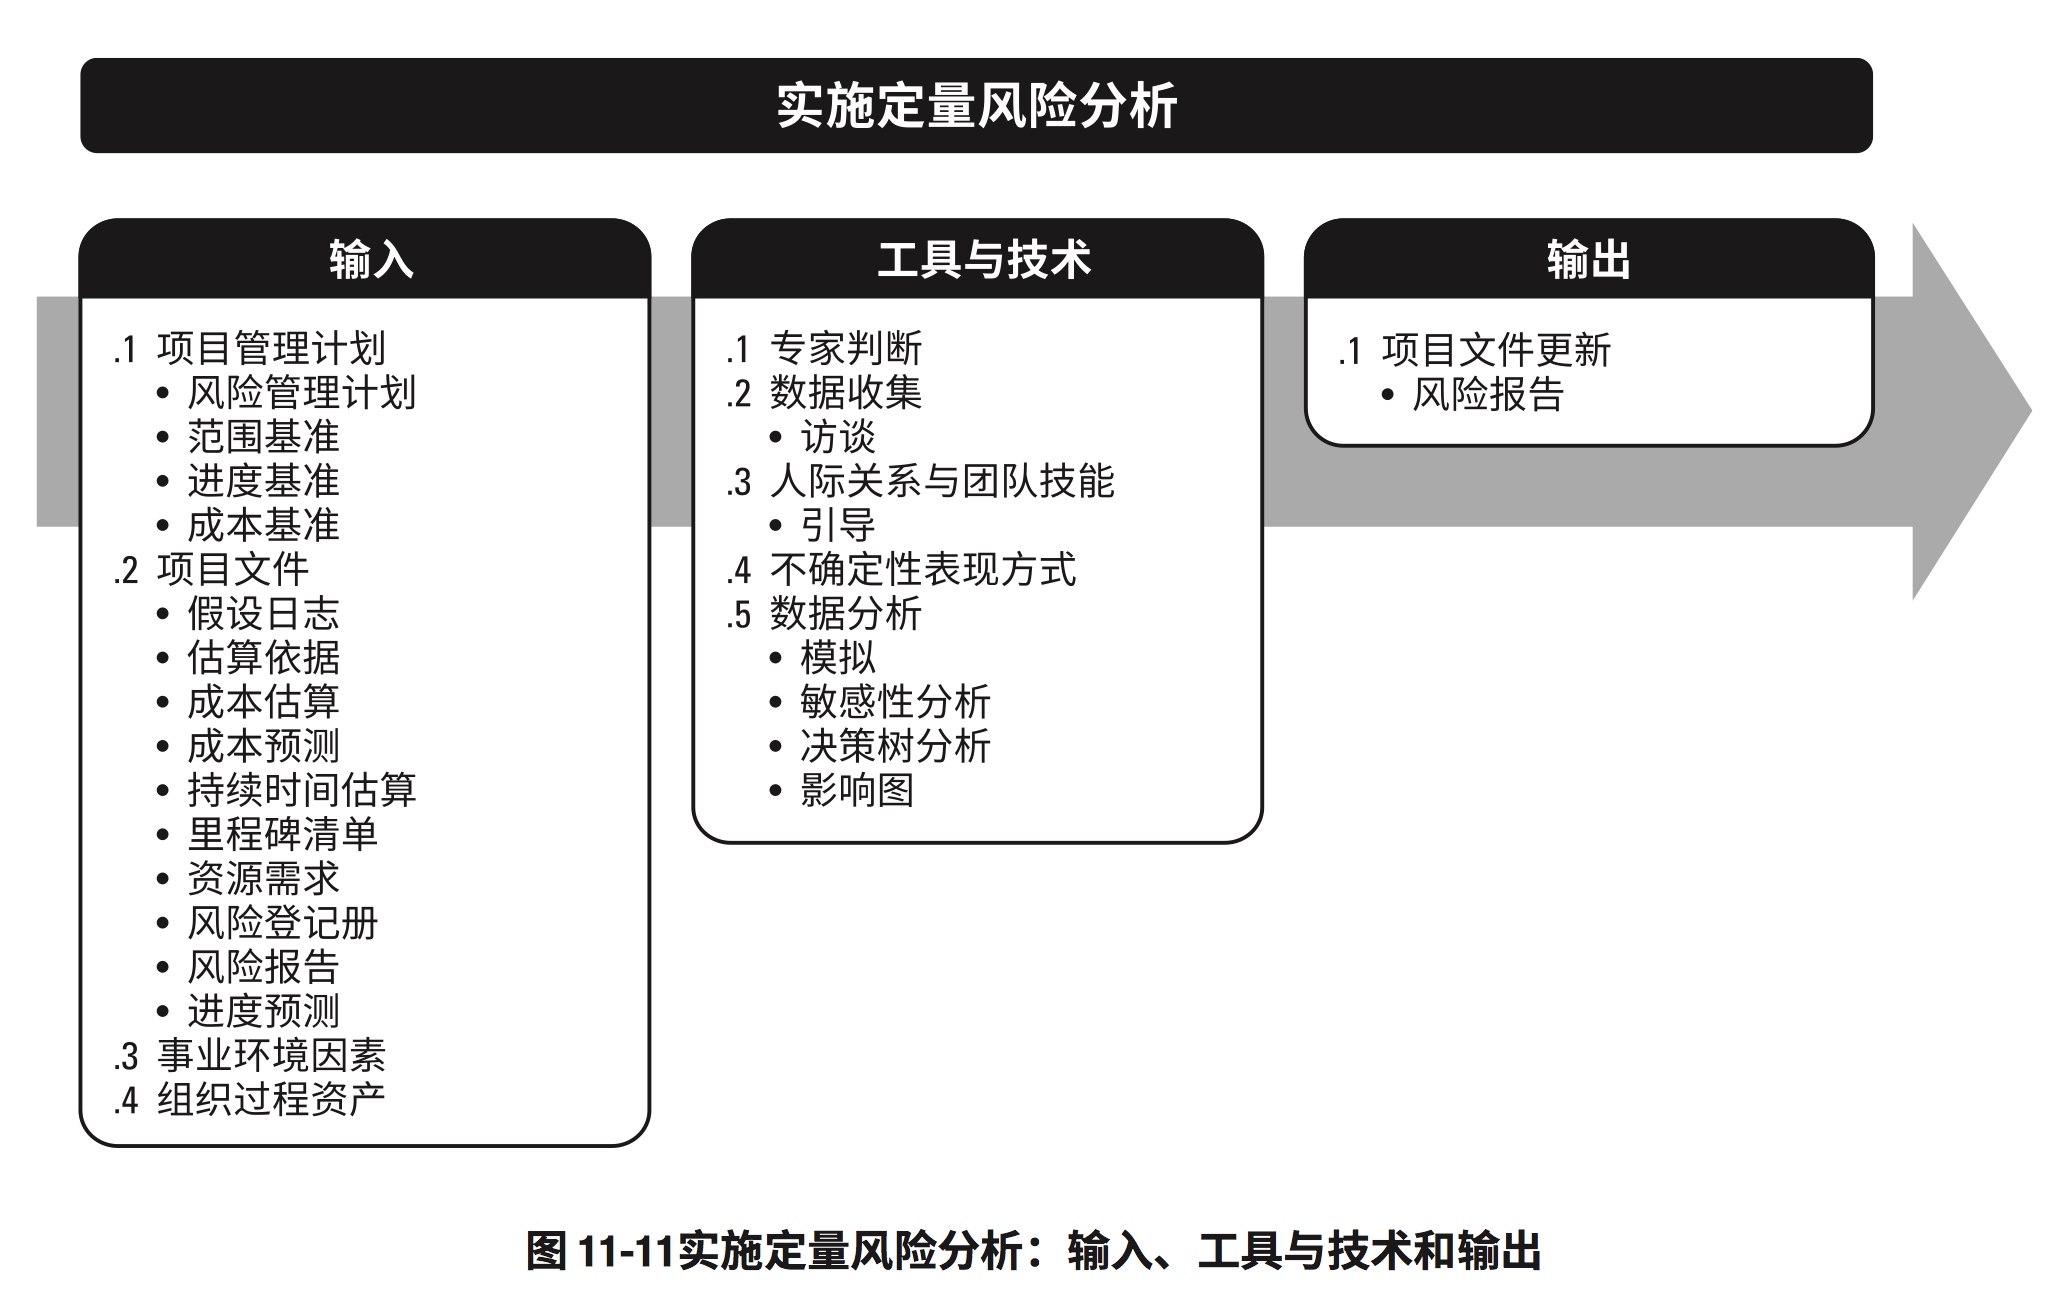 实施定量风险分析
输入
.1 项目管理计划
• 风险管理计划
• 范围基准
• 进度基准
• 成本基准
.2 项目文件
• 假设日志
• 估算依据
• 成本估算
• 成本预测
• 持续时间估算
• 里程碑清单
• 资源需求
• 风险登记册
• 风险报告
• 进度预测
.3 事业环境因素
.4 组织过程资产
工具与技术
.1 专家判断
.2 数据收集
• 访谈
.3 人际关系与团队技能
• 引导
.4 不确定性表现方式
.5 数据分析
• 模拟
• 敏感性分析
• 决策树分析
• 影响图
输出
.1 项目文件更新
• 风险报告
图 11-11实施定量风险分析：输入、工具与技术和输出